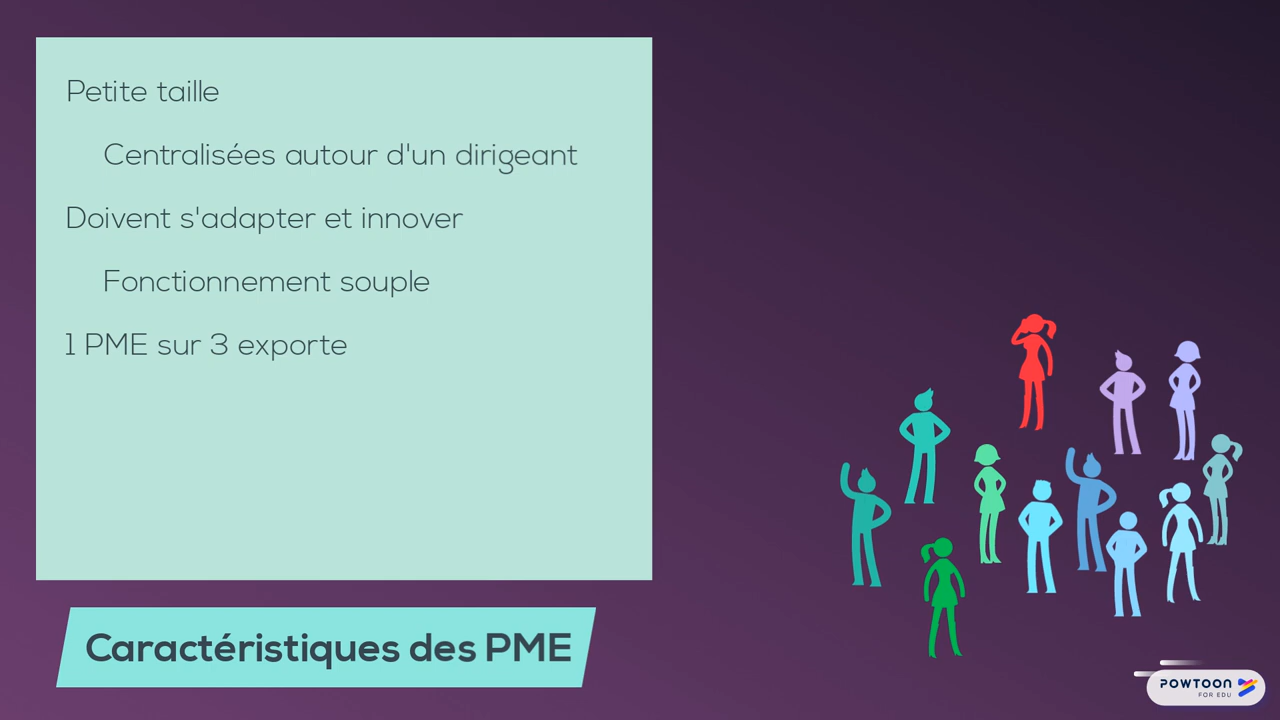 Petite taille
Centralisées autour d'un dirigeant
Doivent s'adapter et innover
Fonctionnement souple
1 PME sur 3 exporte
Caractéristiques des PME
POWTOON
FOR EDU